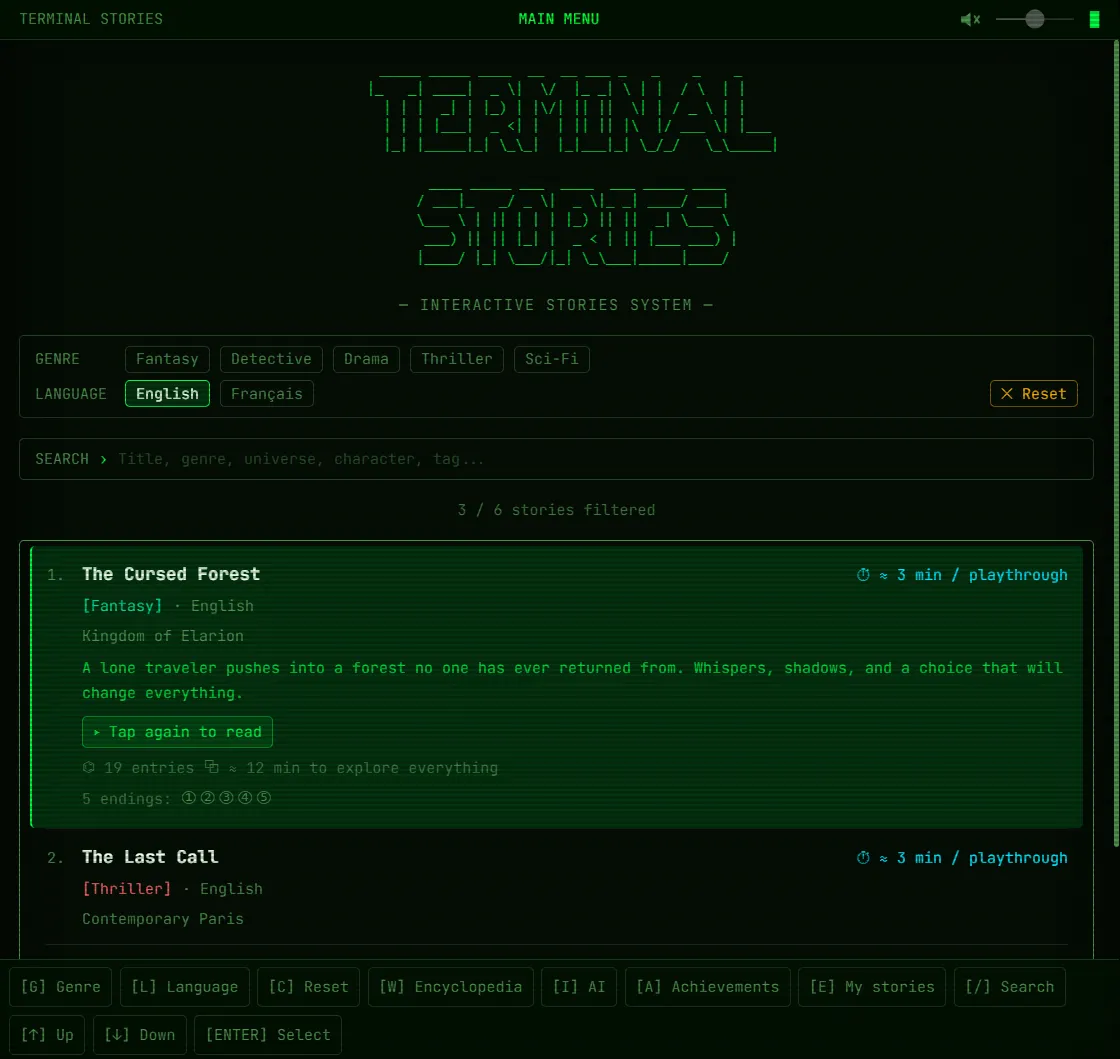 TERMINAL STORIES
MAIN MENU
TERMINAL
STORIES
— INTERACTIVE STORIES SYSTEM —
GENRE Fantasy Detective Drama Thriller Sci-Fi
LANGUAGE English Français ✕ Reset
SEARCH › Title, genre, universe, character, tag...
3 / 6 stories filtered
1. The Cursed Forest ⏱ ≈ 3 min / playthrough
[Fantasy] · English
Kingdom of Elarion
A lone traveler pushes into a forest no one has ever returned from. Whispers, shadows, and a choice that will
change everything.
▸ Tap again to read
⌬ 19 entries ⿻ ≈ 12 min to explore everything
5 endings: ①②③④⑤
2. The Last Call ⏱ ≈ 3 min / playthrough
[Thriller] · English
Contemporary Paris
[G] Genre [L] Language [C] Reset [W] Encyclopedia [I] AI [A] Achievements [E] My stories [/] Search
[↑] Up [↓] Down [ENTER] Select